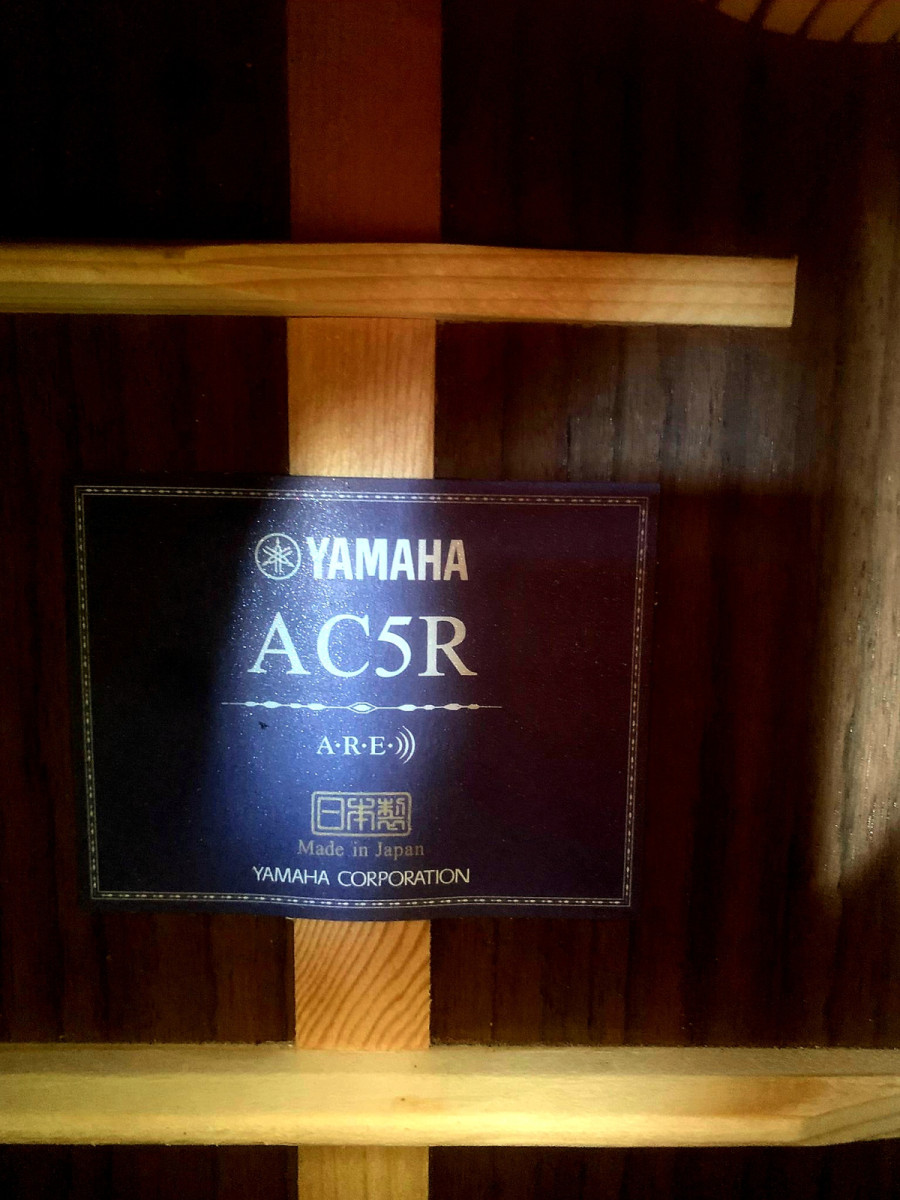 YAMAHA
AC5R
A·R·E·
日本製
Made in Japan
YAMAHA CORPORATION